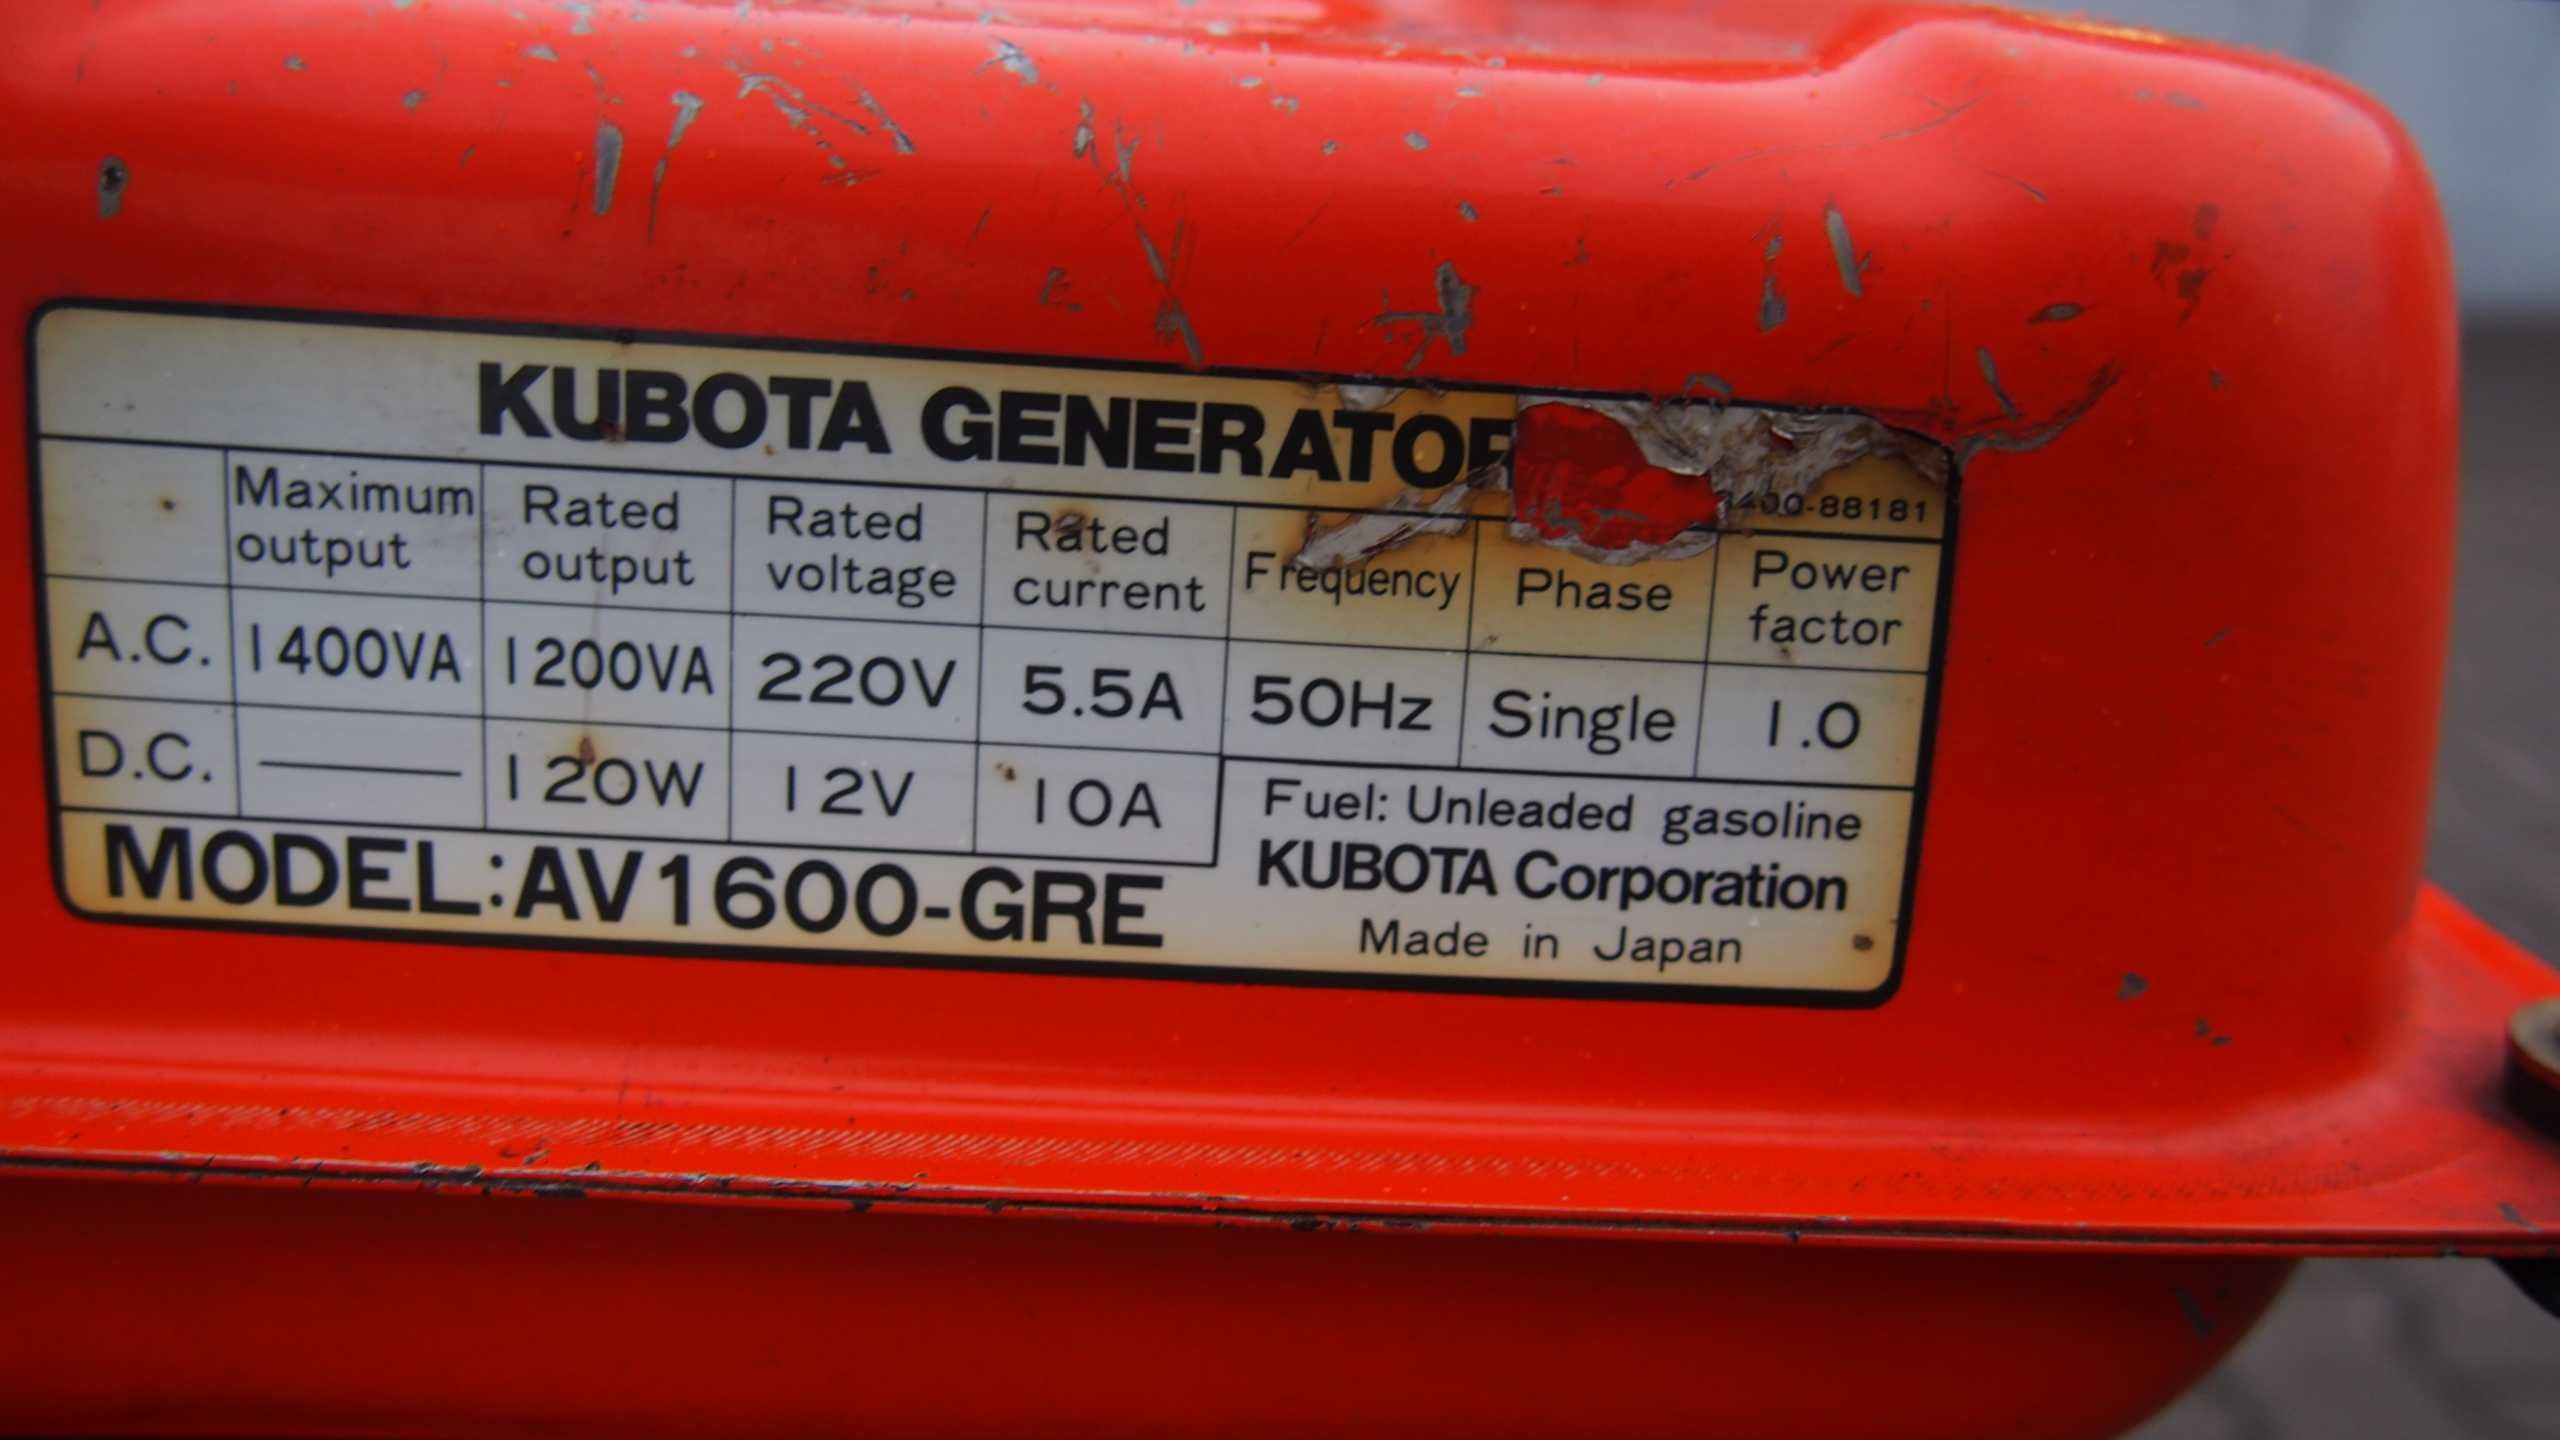 KUBOTA GENERATOR
400-88181
Maximum output Rated output Rated voltage Rated current Frequency Phase Power factor
A.C. 1400VA 1200VA 220V 5.5A 50Hz Single 1.0
D.C. — 120W 12V 10A
Fuel: Unleaded gasoline
MODEL:AV1600-GRE
KUBOTA Corporation
Made in Japan